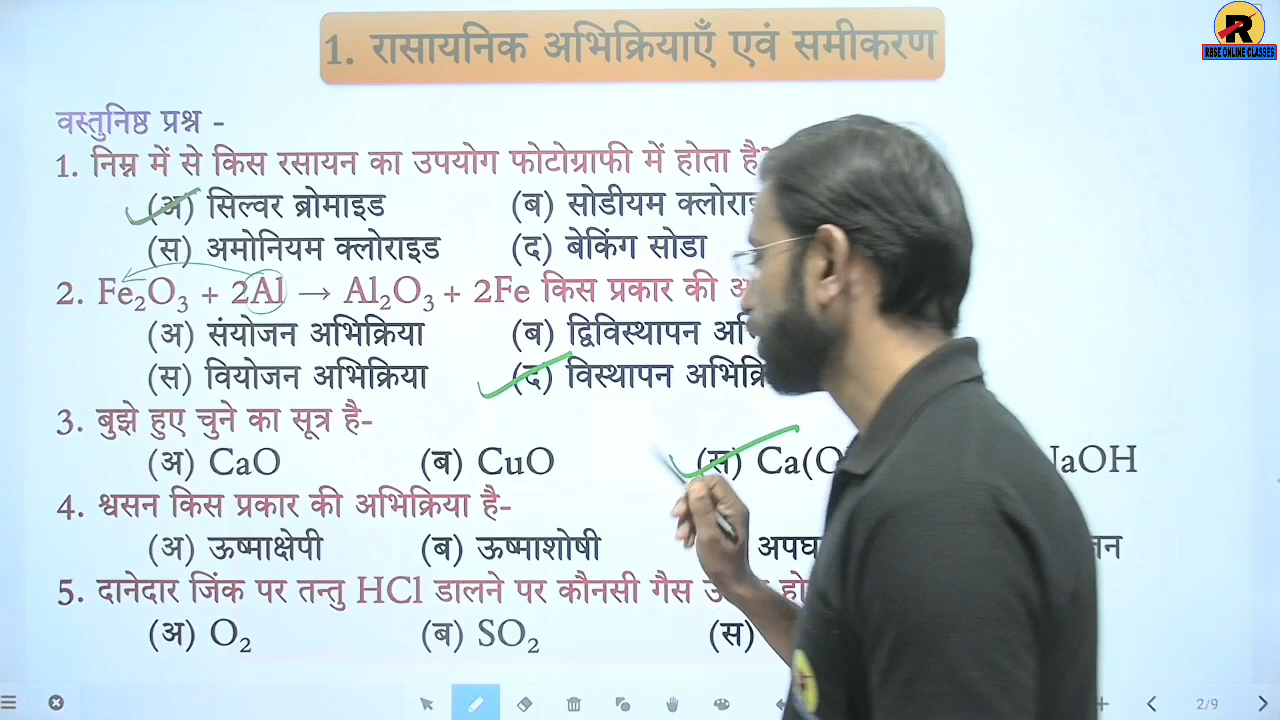 1. रासायनिक अभिक्रियाएँ एवं समीकरण
R
RBSE ONLINE CLASSES
वस्तुनिष्ठ प्रश्न -
1. निम्न में से किस रसायन का उपयोग फोटोग्राफी में होता है
(अ) सिल्वर ब्रोमाइड (ब) सोडीयम
(स) अमोनियम क्लोराइड (द) बेकिंग सोडा
2. Fe₂O₃ + 2Al → Al₂O₃ + 2Fe किस प्रकार की
(अ) संयोजन अभिक्रिया (ब) द्विविस्थापन
(स) वियोजन अभिक्रिया (द) विस्थापन
3. बुझे हुए चुने का सूत्र है-
(अ) CaO (ब) CuO (स) Ca(O NaOH
4. श्वसन किस प्रकार की अभिक्रिया है-
(अ) ऊष्माक्षेपी (ब) ऊष्माशोषी
5. दानेदार जिंक पर तन्तु HCl डालने पर कौनसी गैस
(अ) O₂ (ब) SO₂ (स)
2/9